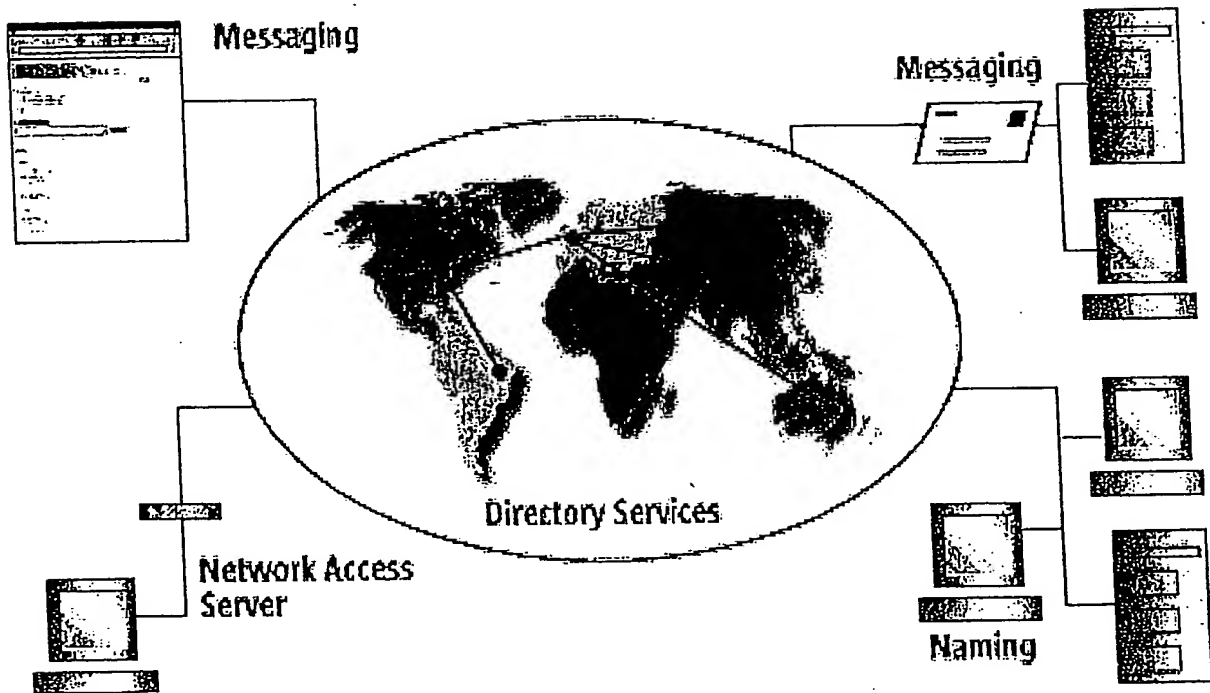 Messaging
Messaging
Directory Services
Network Access
Server
Naming